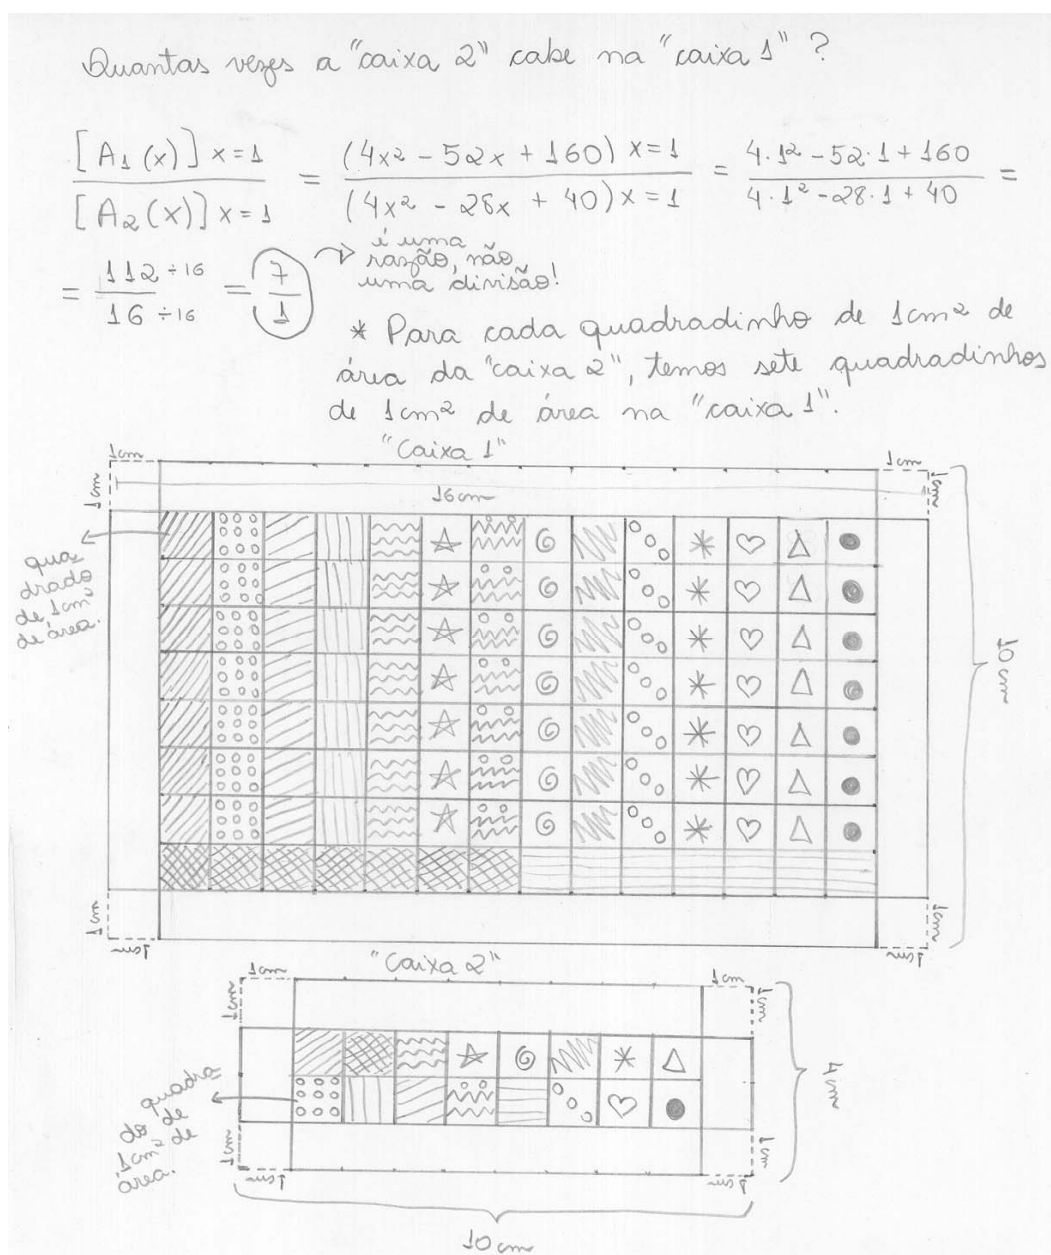 Quantas vezes a "caixa 2" cabe na "caixa 1" ?
[A1 (x)] x=1 / [A2 (x)] x=1 = (4x2 - 52x + 160) x=1 / (4x2 - 28x + 40) x=1 = 4·1² - 52·1 + 160 / 4·1² - 28·1 + 40 =
= 112 ÷16 / 16 ÷16 = 7 / 1
é uma
razão, não
uma divisão!
* Para cada quadradinho de 1cm² de
área da "caixa 2", temos sete quadradinhos
de 1cm² de área na "caixa 1".
"Caixa 1"
1cm
1cm
1cm
1cm
16cm
qua
drado
de 1cm²
de área.
10cm
1cm
1cm
1cm
1cm
"Caixa 2"
1cm
1cm
1cm
1cm
4cm
quadra
do de
1cm² de
área.
1cm
1cm
1cm
1cm
10cm